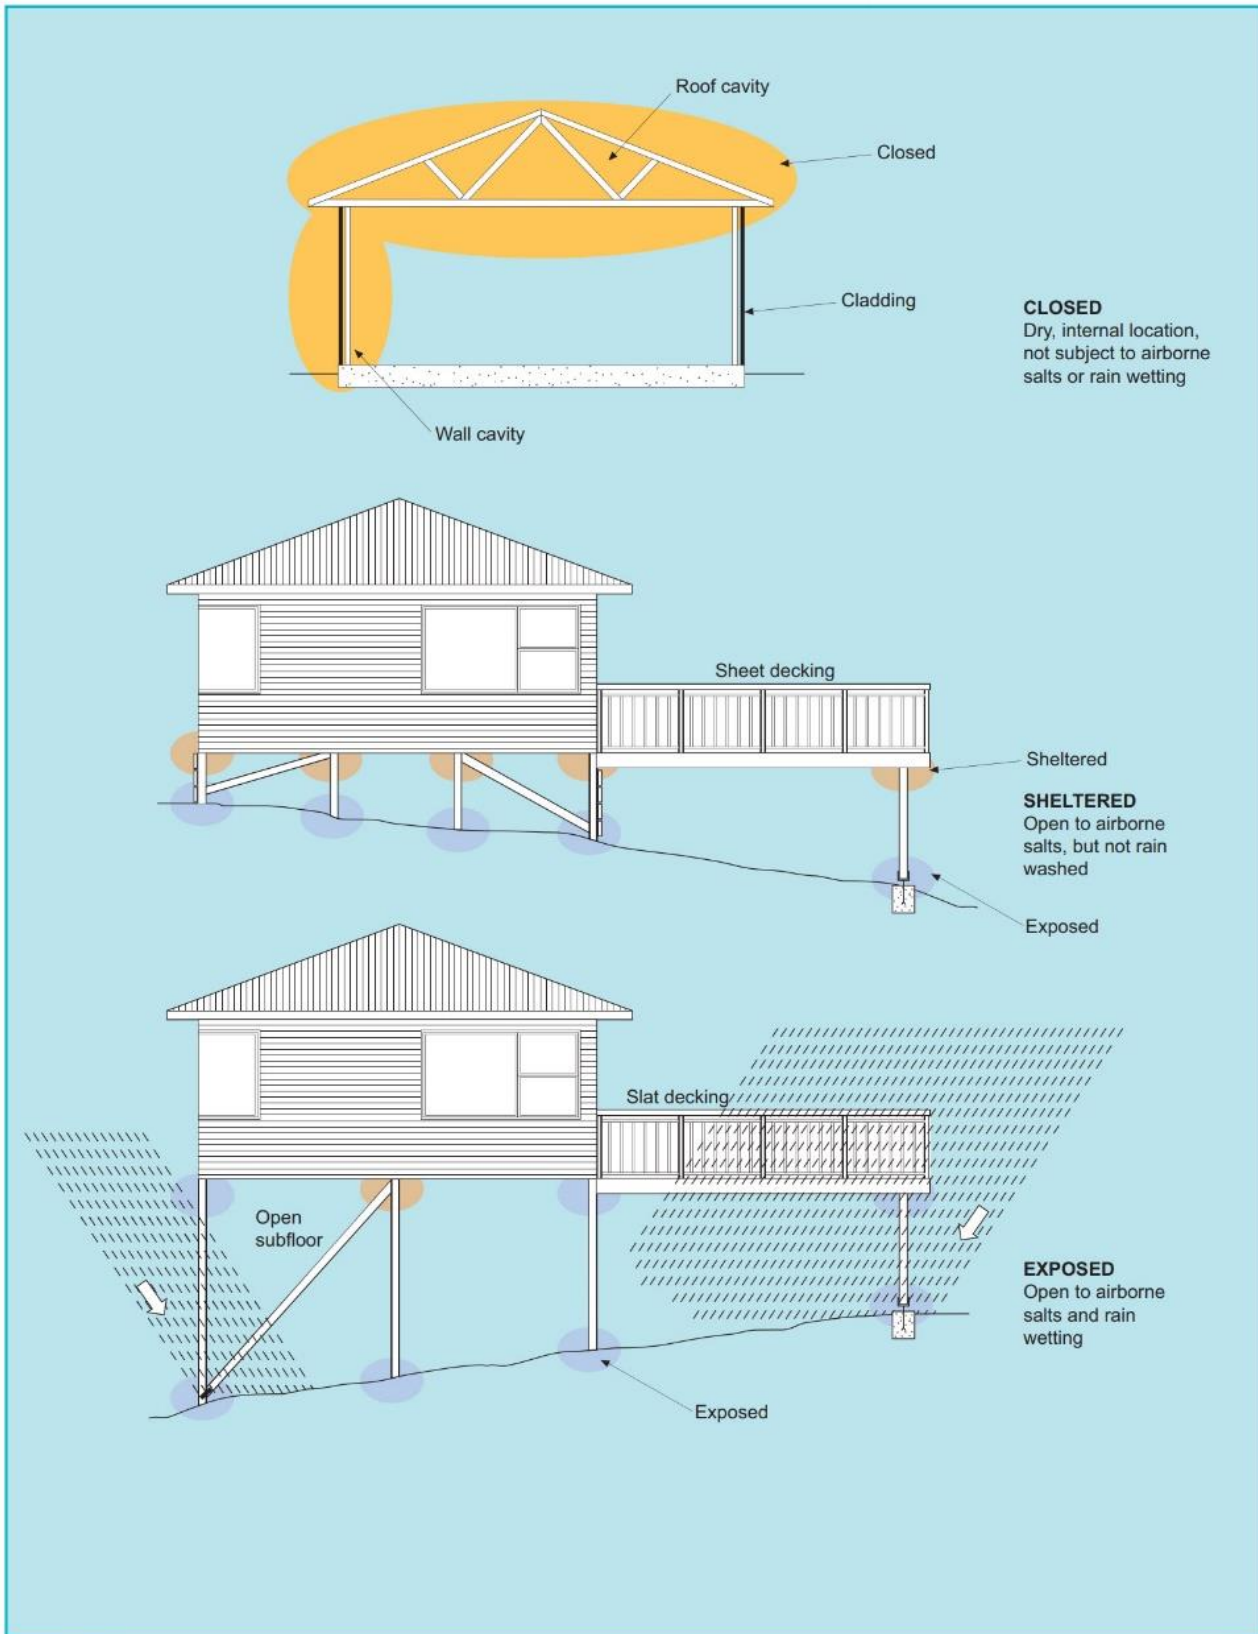 Roof cavity
Closed
Cladding
CLOSED
Dry, internal location,
not subject to airborne
salts or rain wetting
Wall cavity
Sheet decking
Sheltered
SHELTERED
Open to airborne
salts, but not rain
washed
Exposed
Slat decking
Open
subfloor
EXPOSED
Open to airborne
salts and rain
wetting
Exposed